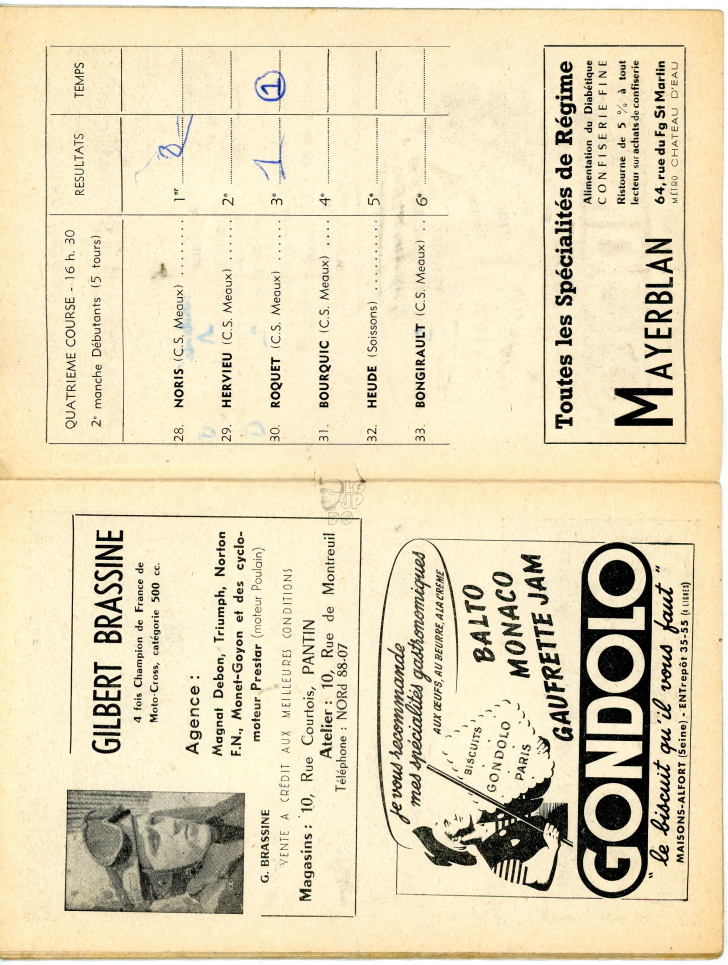 GILBERT BRASSINE
4 fois Champion de France de
Moto-Cross, catégorie 500 cc.
Agence :
Magnat Debon, Triumph, Norton
F.N., Monet-Goyon et des cyclo-
moteur Prestar (moteur Poulain)
G. BRASSINE
VENTE A CRÉDIT AUX MEILLEURES CONDITIONS
Magasins : 10, Rue Courtois, PANTIN
Atelier : 10, Rue de Montreuil
Téléphone : NORd 88-07
je vous recommande
mes spécialités gastronomiques
AUX ŒUFS, AU BEURRE, A LA CRÈME
BISCUITS
GONDOLO
PARIS
BALTO
MONACO
GAUFRETTE JAM
GONDOLO
"le biscuit qu'il vous faut"
MAISONS-ALFORT (Seine) - ENTrepôt 35-55 (4 LIGNES)
QUATRIEME COURSE - 16 h. 30
2e manche Débutants (5 tours)
RESULTATS TEMPS
28. NORIS (C.S. Meaux) ........ 1er
29. HERVIEU (C.S. Meaux) ...... 2e
30. ROQUET (C.S. Meaux) ....... 3e 1 1
31. BOURQUIC (C.S. Meaux) ..... 4e
32. HEUDE (Soissons) .......... 5e
33. BONGIRAULT (C.S. Meaux) .. 6e
Toutes les Spécialités de Régime
MAYERBLAN
Alimentation du Diabétique
CONFISERIE FINE
Ristourne de 5 % à tout
lecteur sur achats de confiserie
64, rue du Fg St Martin
MÉTRO CHATEAU D'EAU